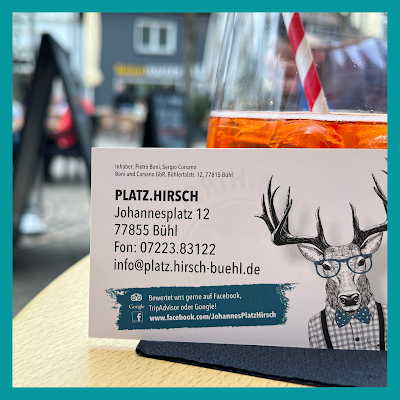 Inhaber: Pietro Boni, Sergio Corsano
Boni und Corsano GbR, Bühlertalstr. 12, 77815 Bühl
PLATZ.HIRSCH
Johannesplatz 12
77855 Bühl
Fon: 07223.83122
info@platz.hirsch-buehl.de
Bewertet uns gerne auf Facebook,
TripAdvisor oder Google!
Google
www.facebook.com/JohannesPlatzHirsch